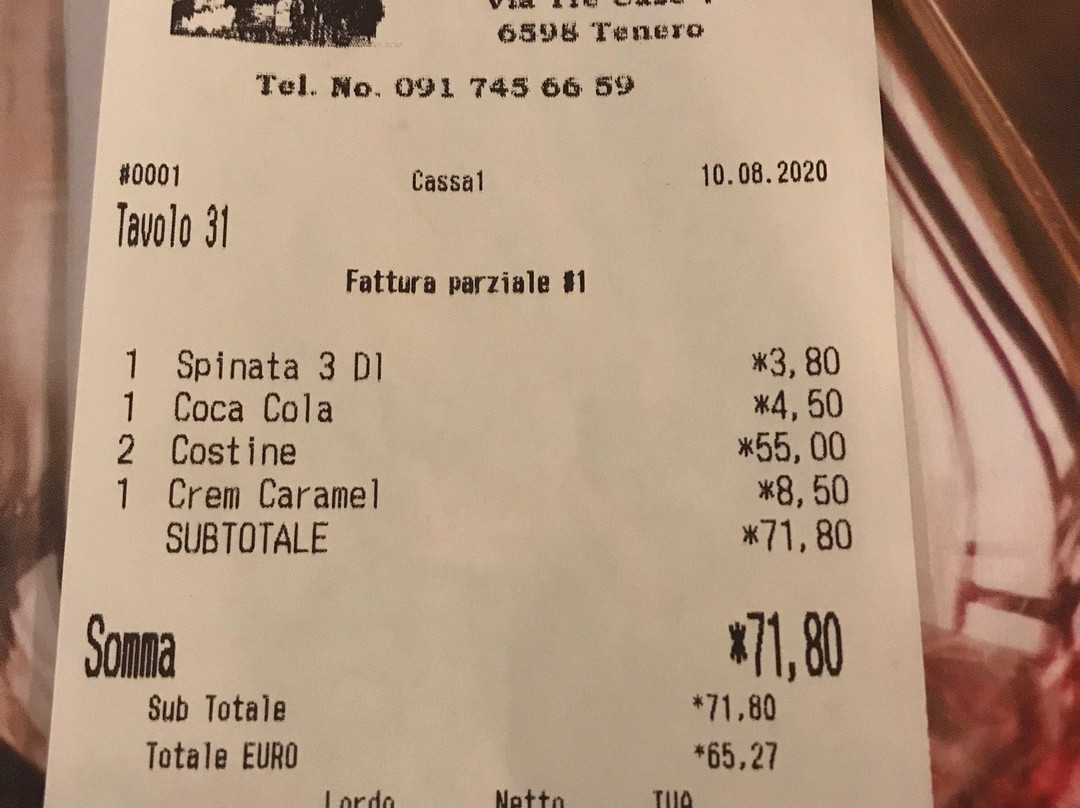 6598 Tenero
Tel. No. 091 745 66 59
#0001 Cassa1 10.08.2020
Tavolo 31
Fattura parziale #1
1 Spinata 3 Dl *3,80
1 Coca Cola *4,50
2 Costine *55,00
1 Crem Caramel *8,50
SUBTOTALE *71,80
Somma *71,80
Sub Totale *71,80
Totale EURO *65,27
Lordo Netto IVA